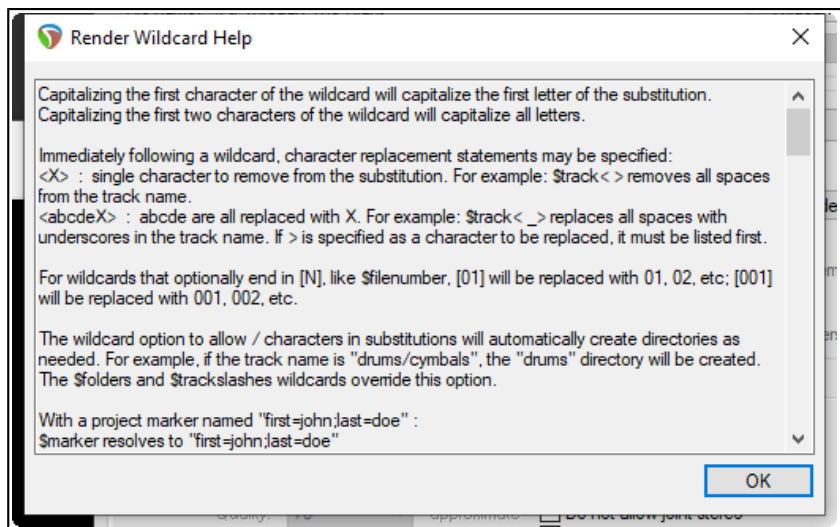 Render Wildcard Help
Capitalizing the first character of the wildcard will capitalize the first letter of the substitution.
Capitalizing the first two characters of the wildcard will capitalize all letters.
Immediately following a wildcard, character replacement statements may be specified:
<X> : single character to remove from the substitution. For example: $track< > removes all spaces
from the track name.
<abcdeX> : abcde are all replaced with X. For example: $track< _> replaces all spaces with
underscores in the track name. If > is specified as a character to be replaced, it must be listed first.
For wildcards that optionally end in [N], like $filenumber, [01] will be replaced with 01, 02, etc; [001]
will be replaced with 001, 002, etc.
The wildcard option to allow / characters in substitutions will automatically create directories as
needed. For example, if the track name is "drums/cymbals", the "drums" directory will be created.
The $folders and $trackslashes wildcards override this option.
With a project marker named "first=john;last=doe" :
$marker resolves to "first=john;last=doe"
OK
Do not allow joint stereo